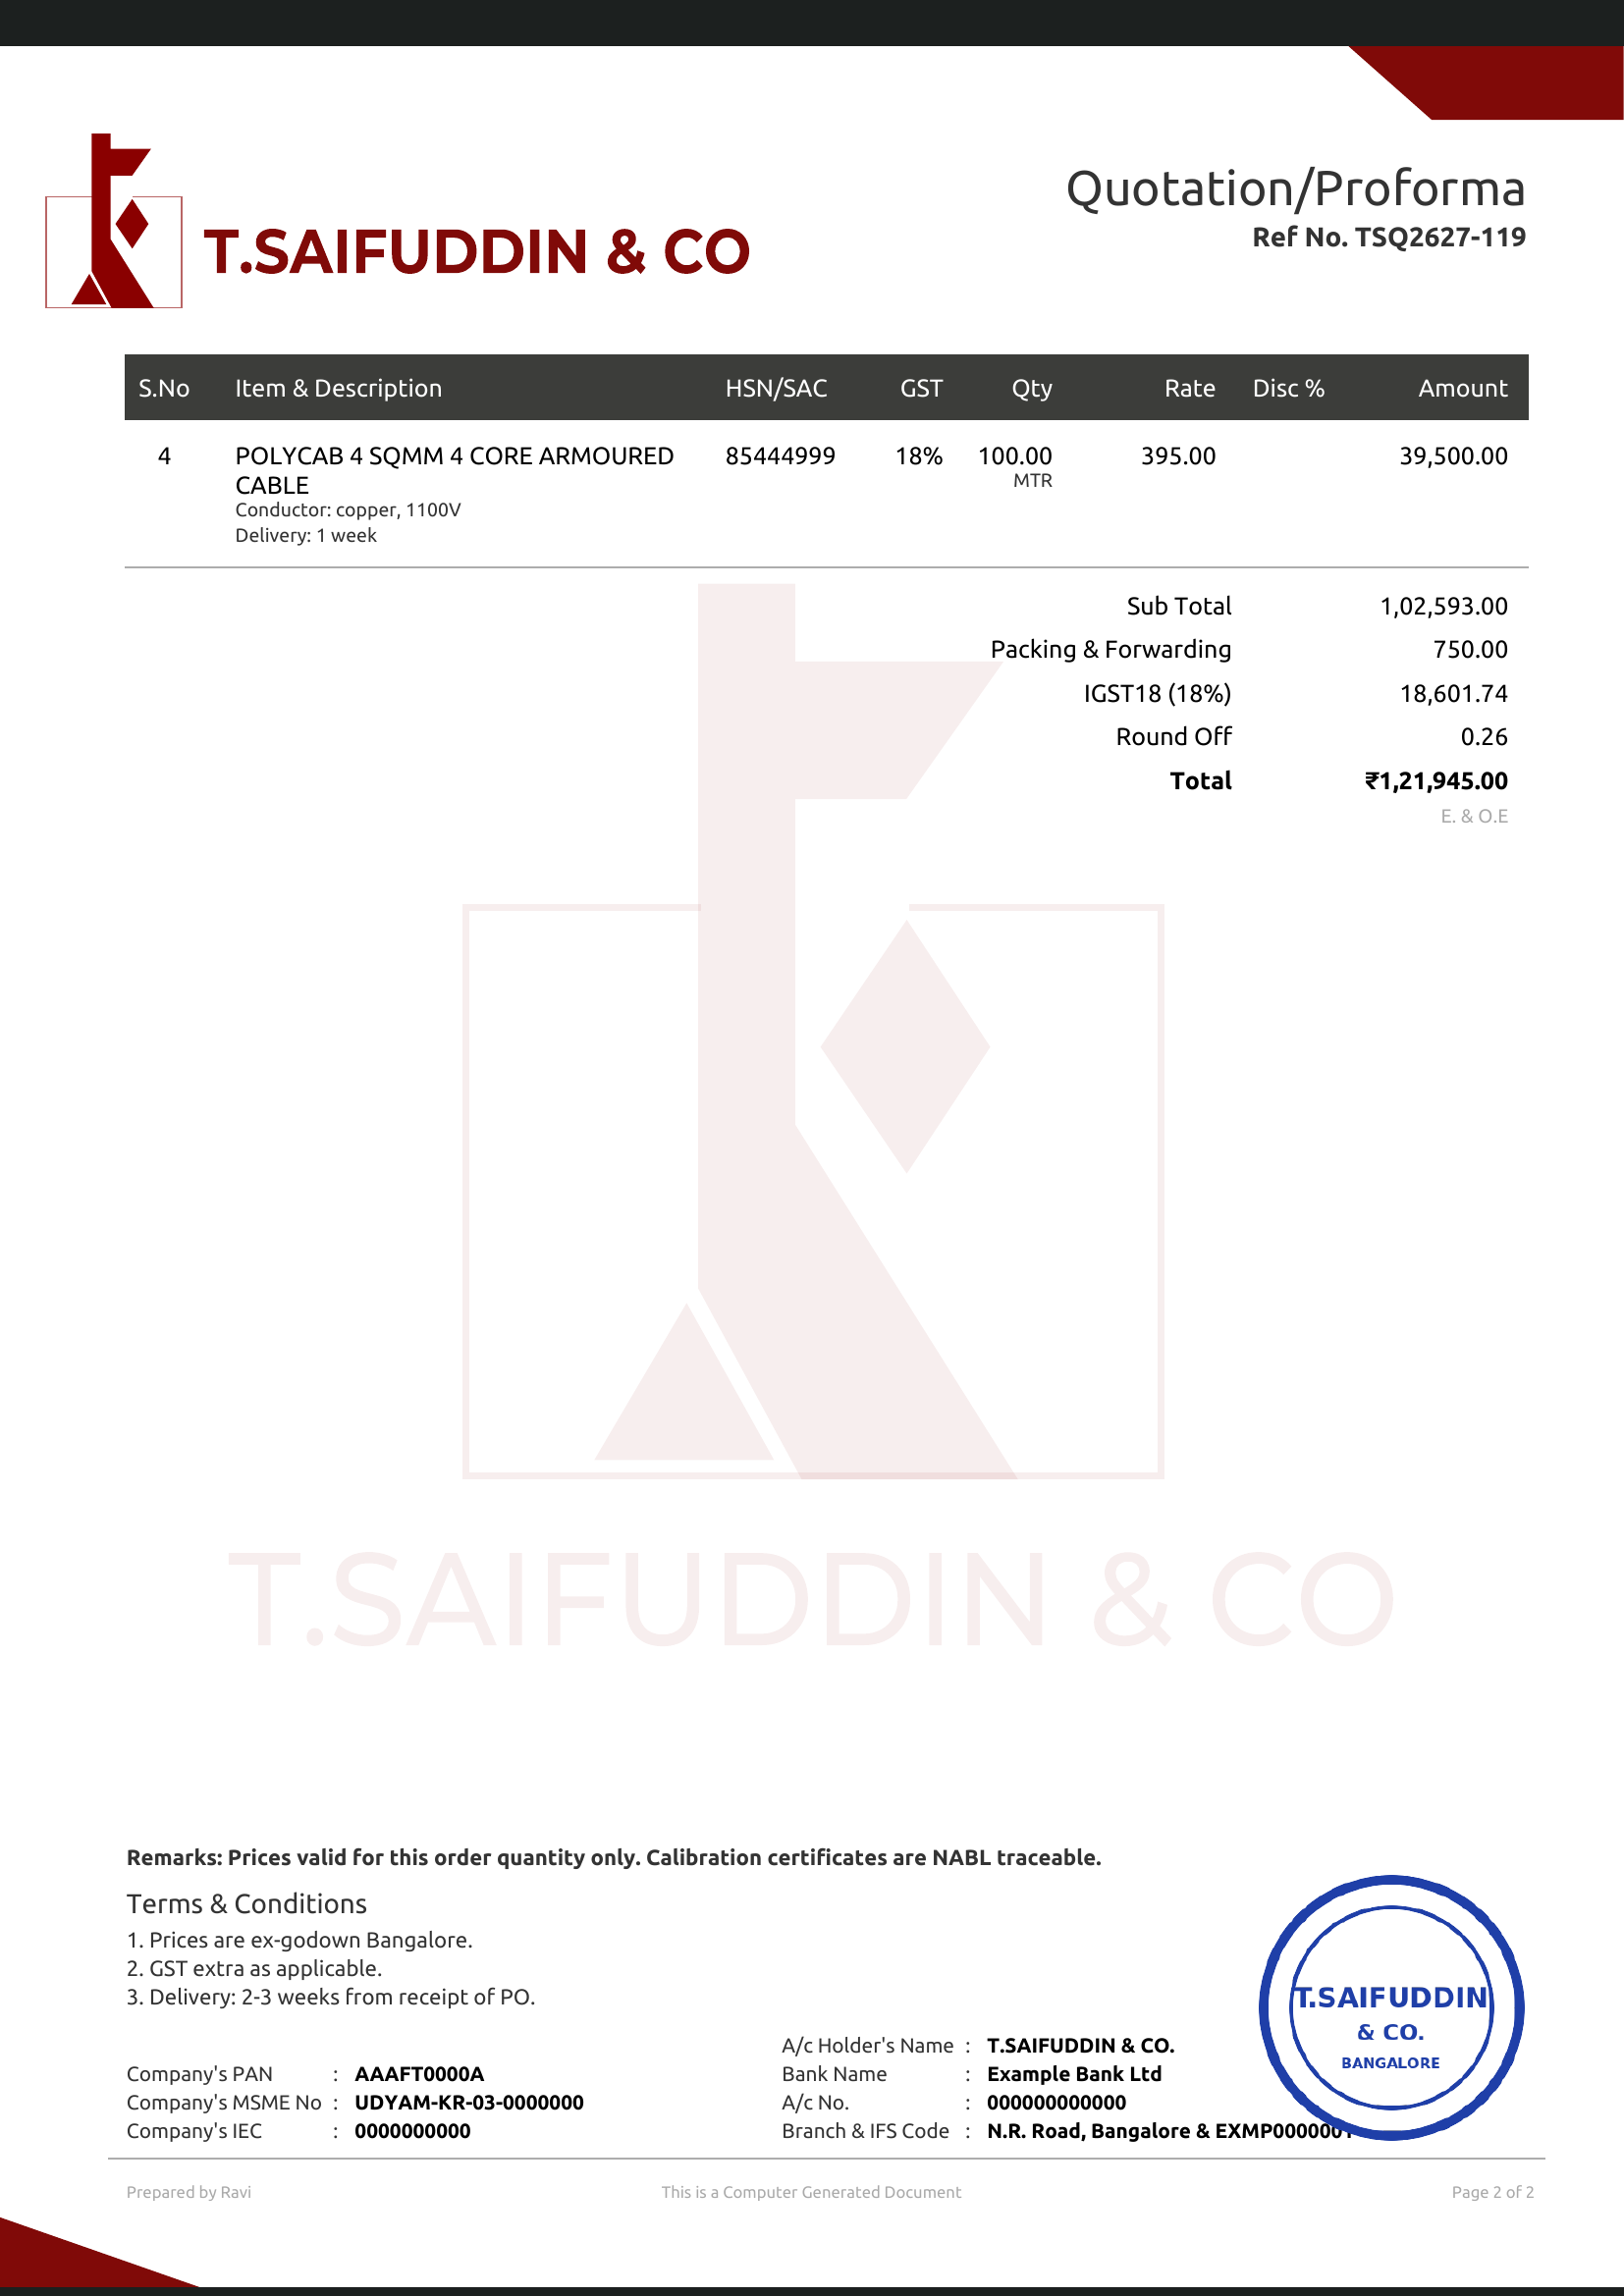 T.SAIFUDDIN & CO
Quotation/Proforma
Ref No. TSQ2627-119
S.No Item & Description HSN/SAC GST Qty Rate Disc % Amount
4 POLYCAB 4 SQMM 4 CORE ARMOURED 85444999 18% 100.00 395.00 39,500.00
CABLE MTR
Conductor: copper, 1100V
Delivery: 1 week
Sub Total 1,02,593.00
Packing & Forwarding 750.00
IGST18 (18%) 18,601.74
Round Off 0.26
Total ₹1,21,945.00
E. & O.E
T.SAIFUDDIN & CO
Remarks: Prices valid for this order quantity only. Calibration certificates are NABL traceable.
Terms & Conditions
1. Prices are ex-godown Bangalore.
2. GST extra as applicable.
3. Delivery: 2-3 weeks from receipt of PO.
Company's PAN : AAAFT0000A
Company's MSME No : UDYAM-KR-03-0000000
Company's IEC : 0000000000
A/c Holder's Name : T.SAIFUDDIN & CO.
Bank Name : Example Bank Ltd
A/c No. : 000000000000
Branch & IFS Code : N.R. Road, Bangalore & EXMP0000001
T.SAIFUDDIN
& CO.
BANGALORE
Prepared by Ravi This is a Computer Generated Document Page 2 of 2